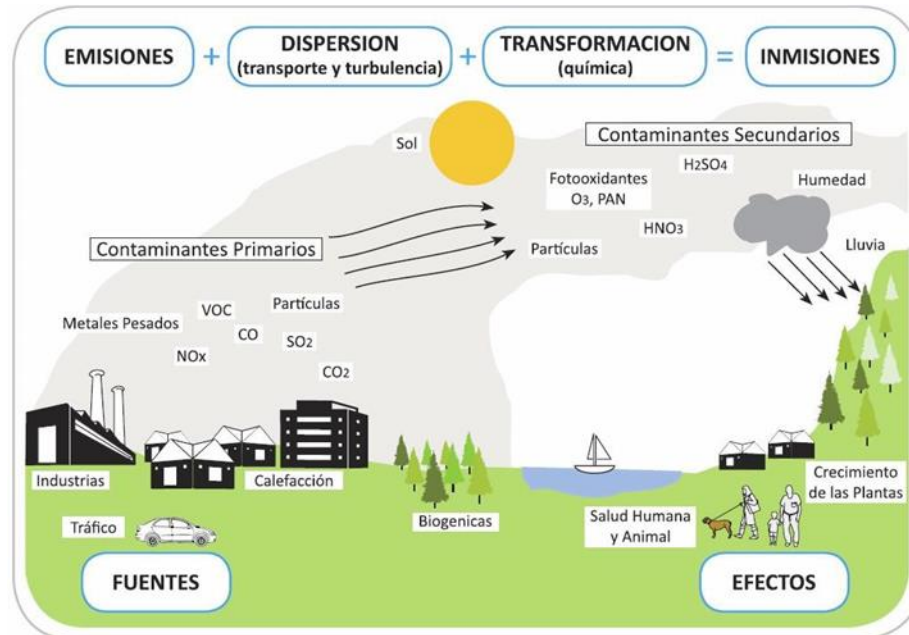 EMISIONES
+
DISPERSION
(transporte y turbulencia)
+
TRANSFORMACION
(química)
=
INMISIONES
Sol
Contaminantes Secundarios
H2SO4
Fotooxidantes
O3, PAN
Humedad
HNO3
Contaminantes Primarios
Partículas
Lluvia
Partículas
VOC
Metales Pesados
CO
SO2
NOx
CO2
Industrias
Calefacción
Crecimiento
de las Plantas
Biogenicas
Salud Humana
y Animal
Tráfico
FUENTES
EFECTOS